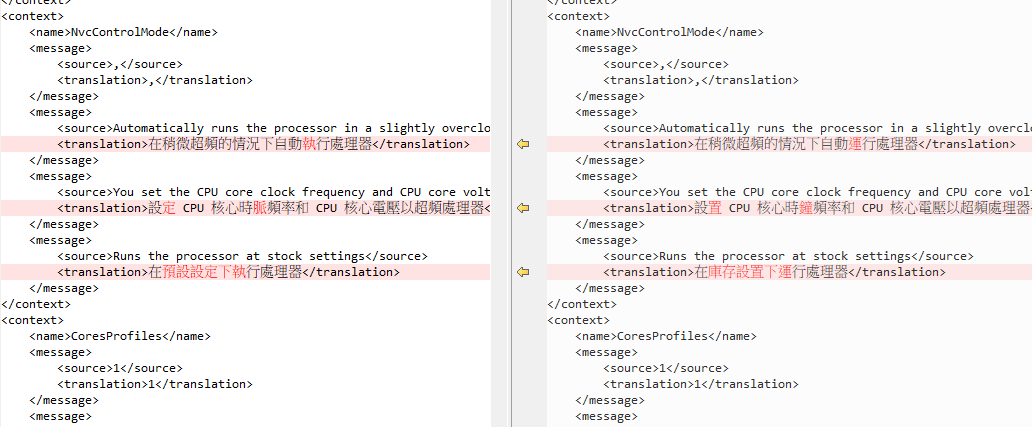 </context>
<context>
<name>NvcControlMode</name>
<message>
<source>,</source>
<translation>,</translation>
</message>
<message>
<source>Automatically runs the processor in a slightly overclo
<translation>在稍微超頻的情況下自動執行處理器</translation>
</message>
<message>
<source>You set the CPU core clock frequency and CPU core volt
<translation>設定 CPU 核心時脈頻率和 CPU 核心電壓以超頻處理器<
</message>
<message>
<source>Runs the processor at stock settings</source>
<translation>在預設設定下執行處理器</translation>
</message>
</context>
<context>
<name>CoresProfiles</name>
<message>
<source>1</source>
<translation>1</translation>
</message>
<message>
</context>
<context>
<name>NvcControlMode</name>
<message>
<source>,</source>
<translation>,</translation>
</message>
<message>
<source>Automatically runs the processor in a slightly overclo
<translation>在稍微超頻的情況下自動運行處理器</translation>
</message>
<message>
<source>You set the CPU core clock frequency and CPU core volt
<translation>設置 CPU 核心時鐘頻率和 CPU 核心電壓以超頻處理器<
</message>
<message>
<source>Runs the processor at stock settings</source>
<translation>在庫存設置下運行處理器</translation>
</message>
</context>
<context>
<name>CoresProfiles</name>
<message>
<source>1</source>
<translation>1</translation>
</message>
<message>